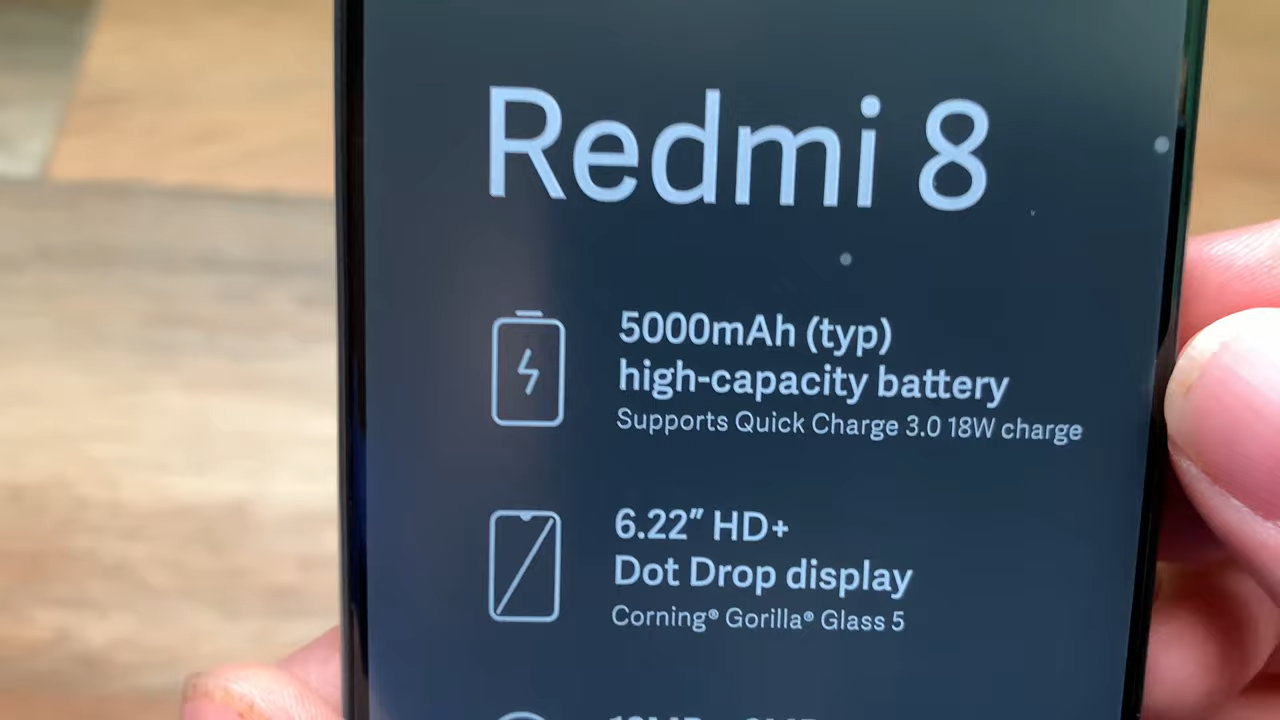 Redmi 8
5000mAh (typ)
high-capacity battery
Supports Quick Charge 3.0 18W charge
6.22″ HD+
Dot Drop display
Corning® Gorilla® Glass 5